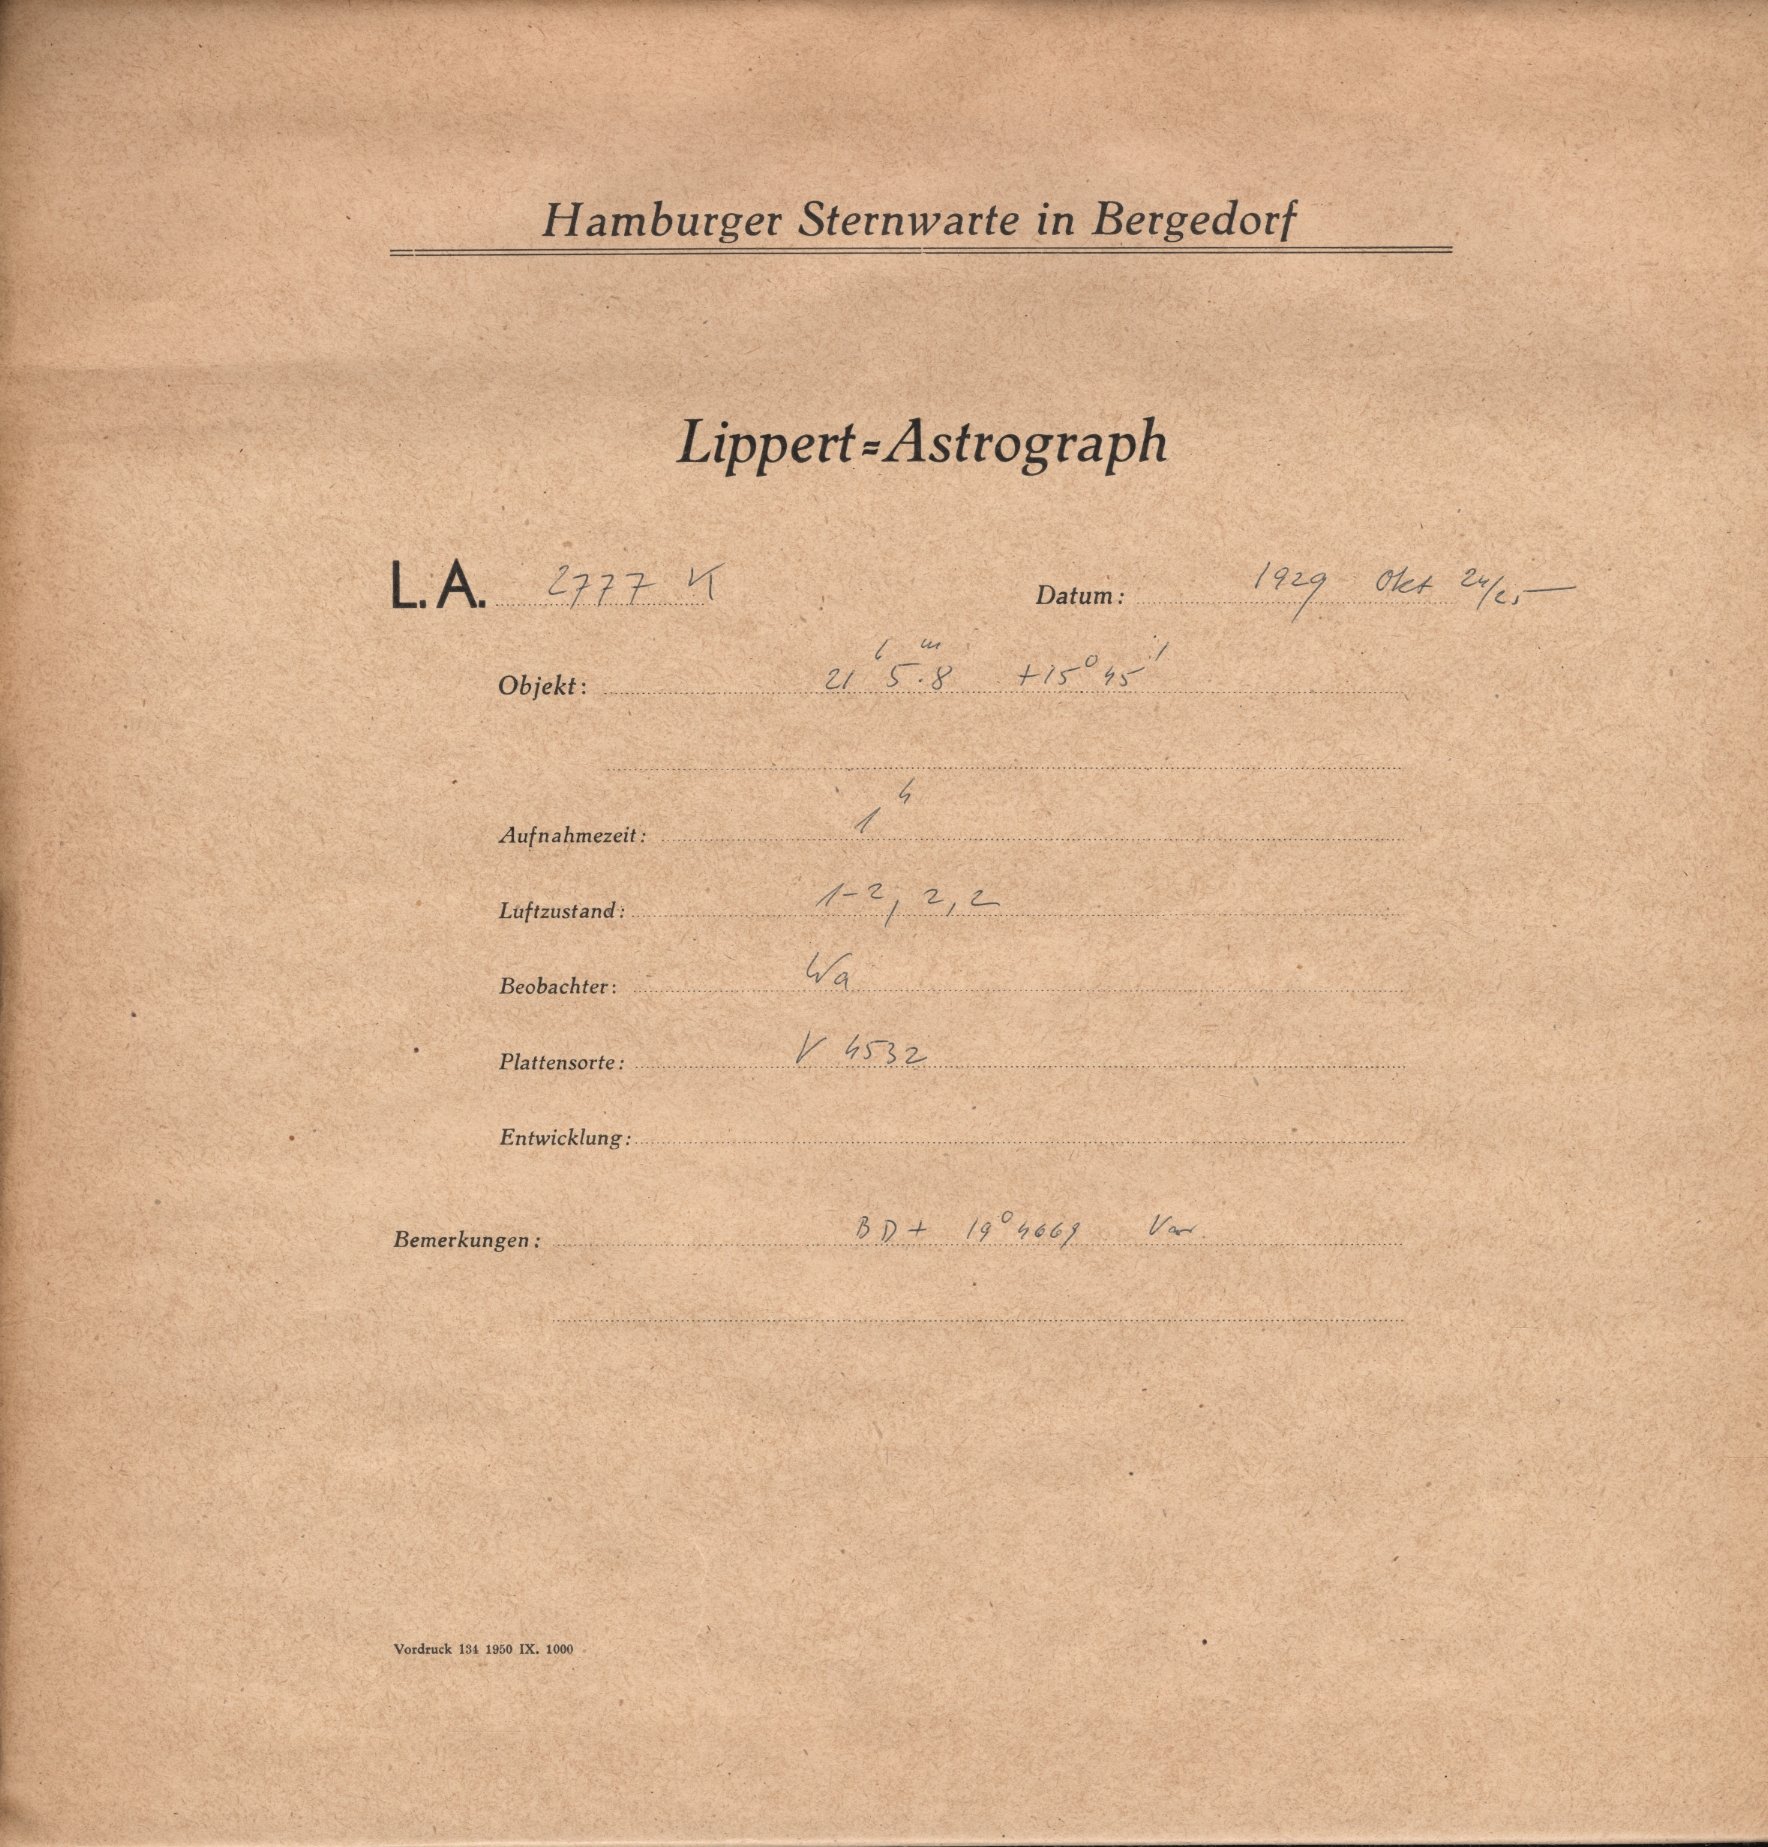 Hamburger Sternwarte in Bergedorf
Lippert=Astrograph
L. A. 2777 K Datum: 1929 Okt 24/25
Objekt: 21ʰ 5ᵐ.8 +15° 45'
Aufnahmezeit: 1ʰ
Luftzustand: 1-2, 2, 2
Beobachter: Wa
Plattensorte: V 4532
Entwicklung:
Bemerkungen: BD + 19° 4669 Var.
Vordruck 134 1950 IX. 1000